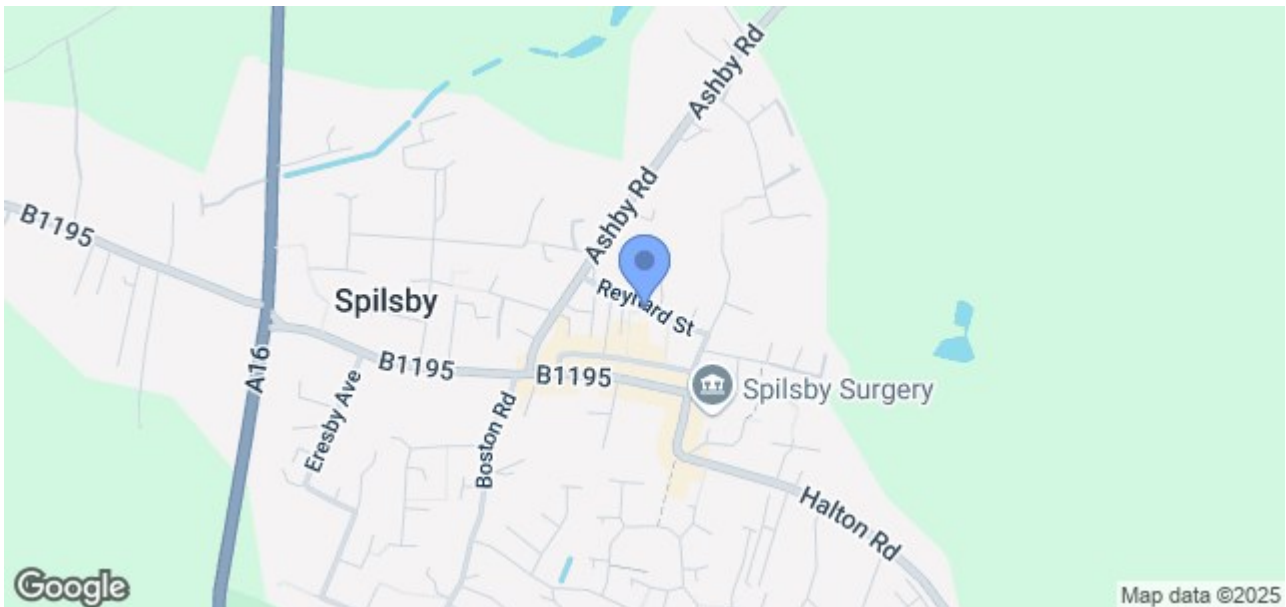 Ashby Rd
Ashby Rd
B1195
Reynard St
Spilsby
A16
B1195
B1195
Spilsby Surgery
Eresby Ave
Boston Rd
Halton Rd
Google
Map data ©2025